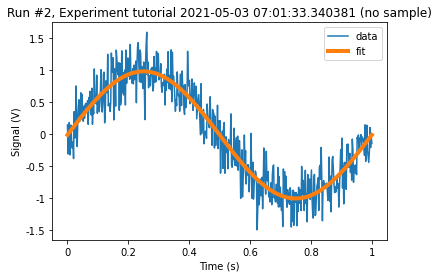 Run #2, Experiment tutorial 2021-05-03 07:01:33.340381 (no sample)
data
fit
1.5
1
0.5
0
-0.5
-1
-1.5
Signal (V)
0 0.2 0.4 0.6 0.8 1
Time (s)